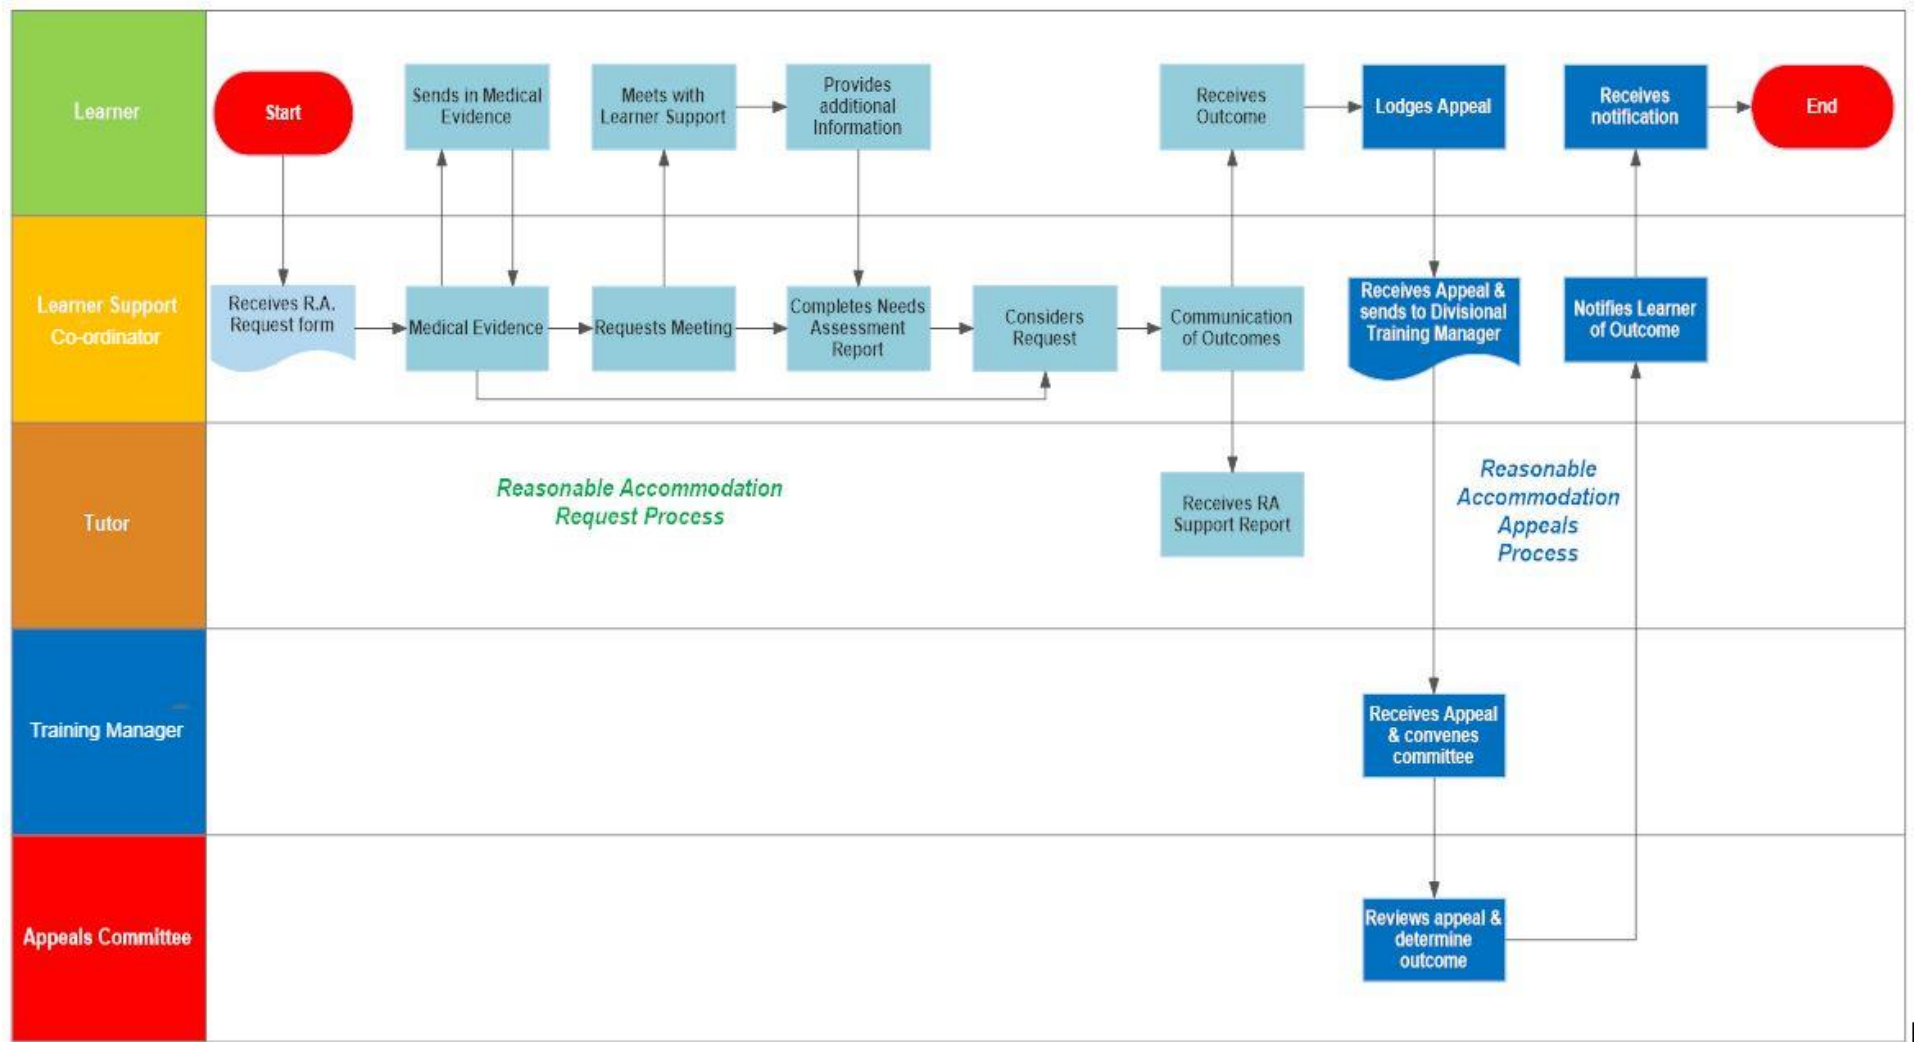 Learner
Start
Sends in Medical
Evidence
Meets with
Learner Support
Provides
additional
Information
Receives
Outcome
Lodges Appeal
Receives
notification
End
Learner Support
Co-ordinator
Receives R.A.
Request form
Medical Evidence
Requests Meeting
Completes Needs
Assessment
Report
Considers
Request
Communication
of Outcomes
Receives Appeal &
sends to Divisional
Training Manager
Notifies Learner
of Outcome
Tutor
Reasonable Accommodation
Request Process
Receives RA
Support Report
Reasonable
Accommodation
Appeals
Process
Training Manager
Receives Appeal
& convenes
committee
Appeals Committee
Reviews appeal &
determine
outcome